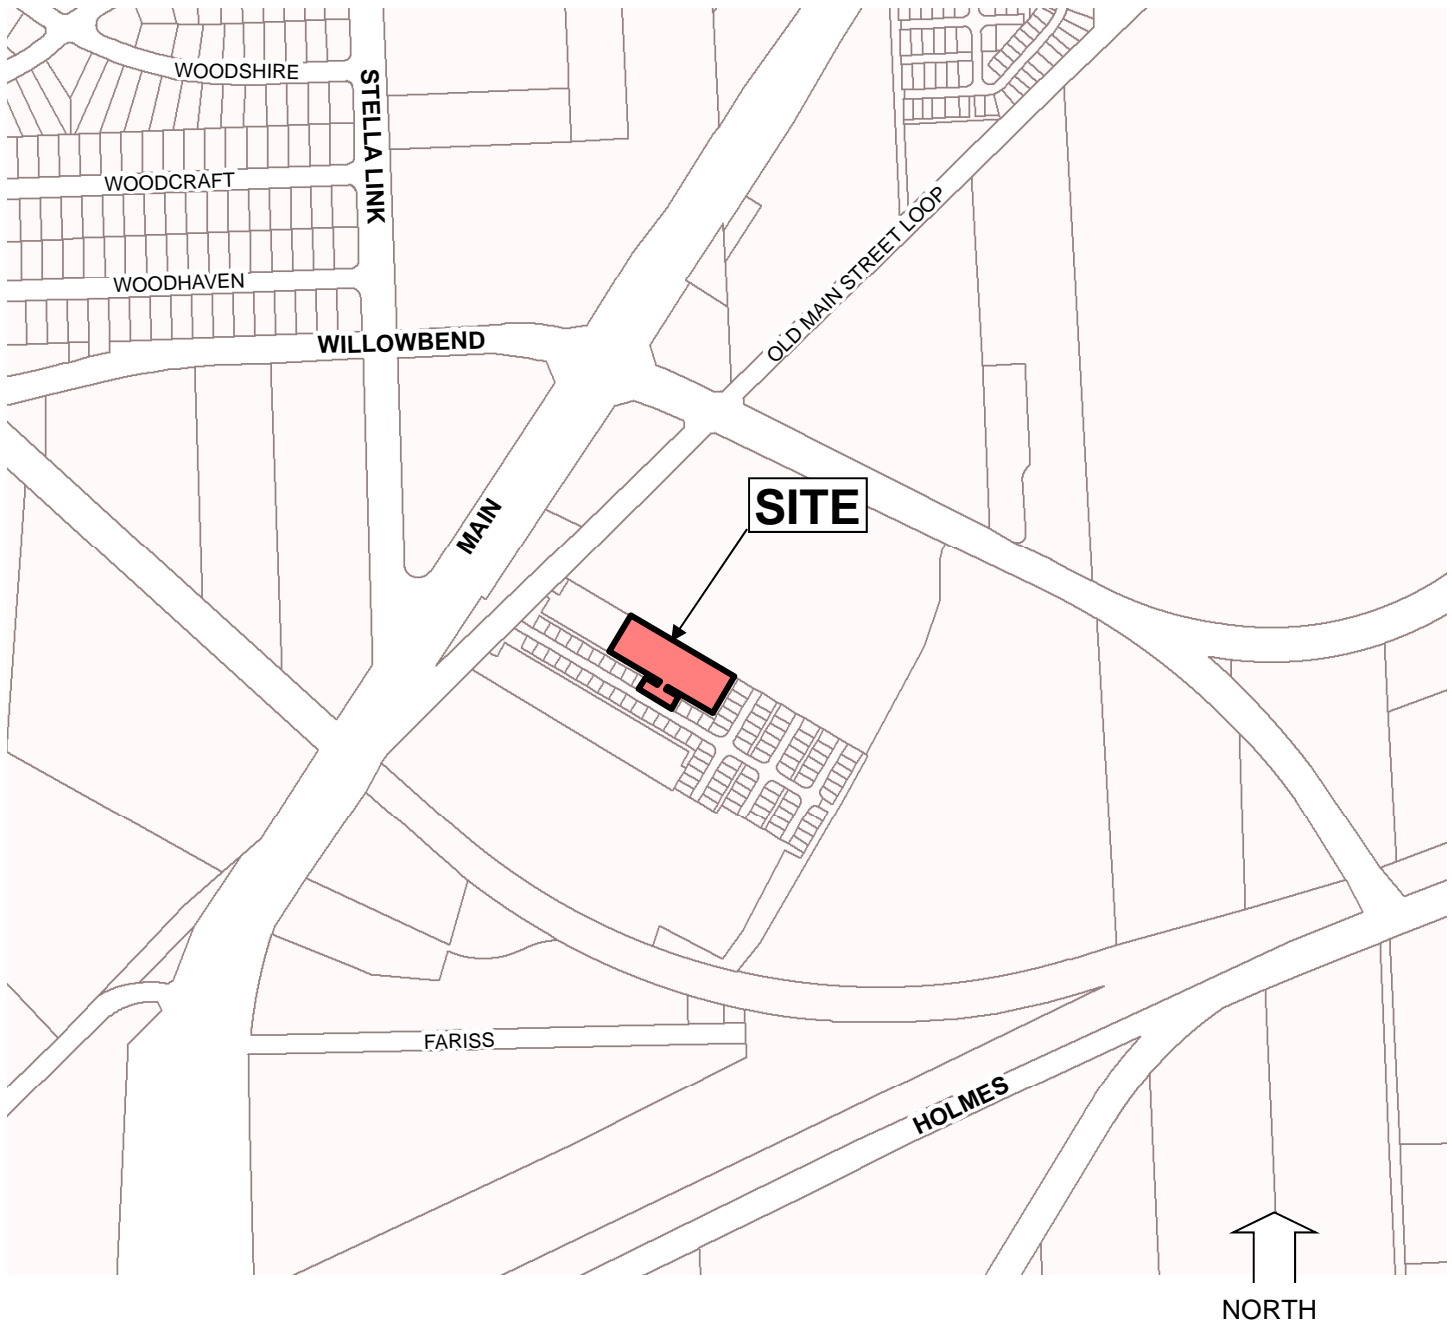 WOODSHIRE
STELLA LINK
WOODCRAFT
OLD MAIN STREET LOOP
WOODHAVEN
WILLOWBEND
SITE
MAIN
FARISS
HOLMES
NORTH